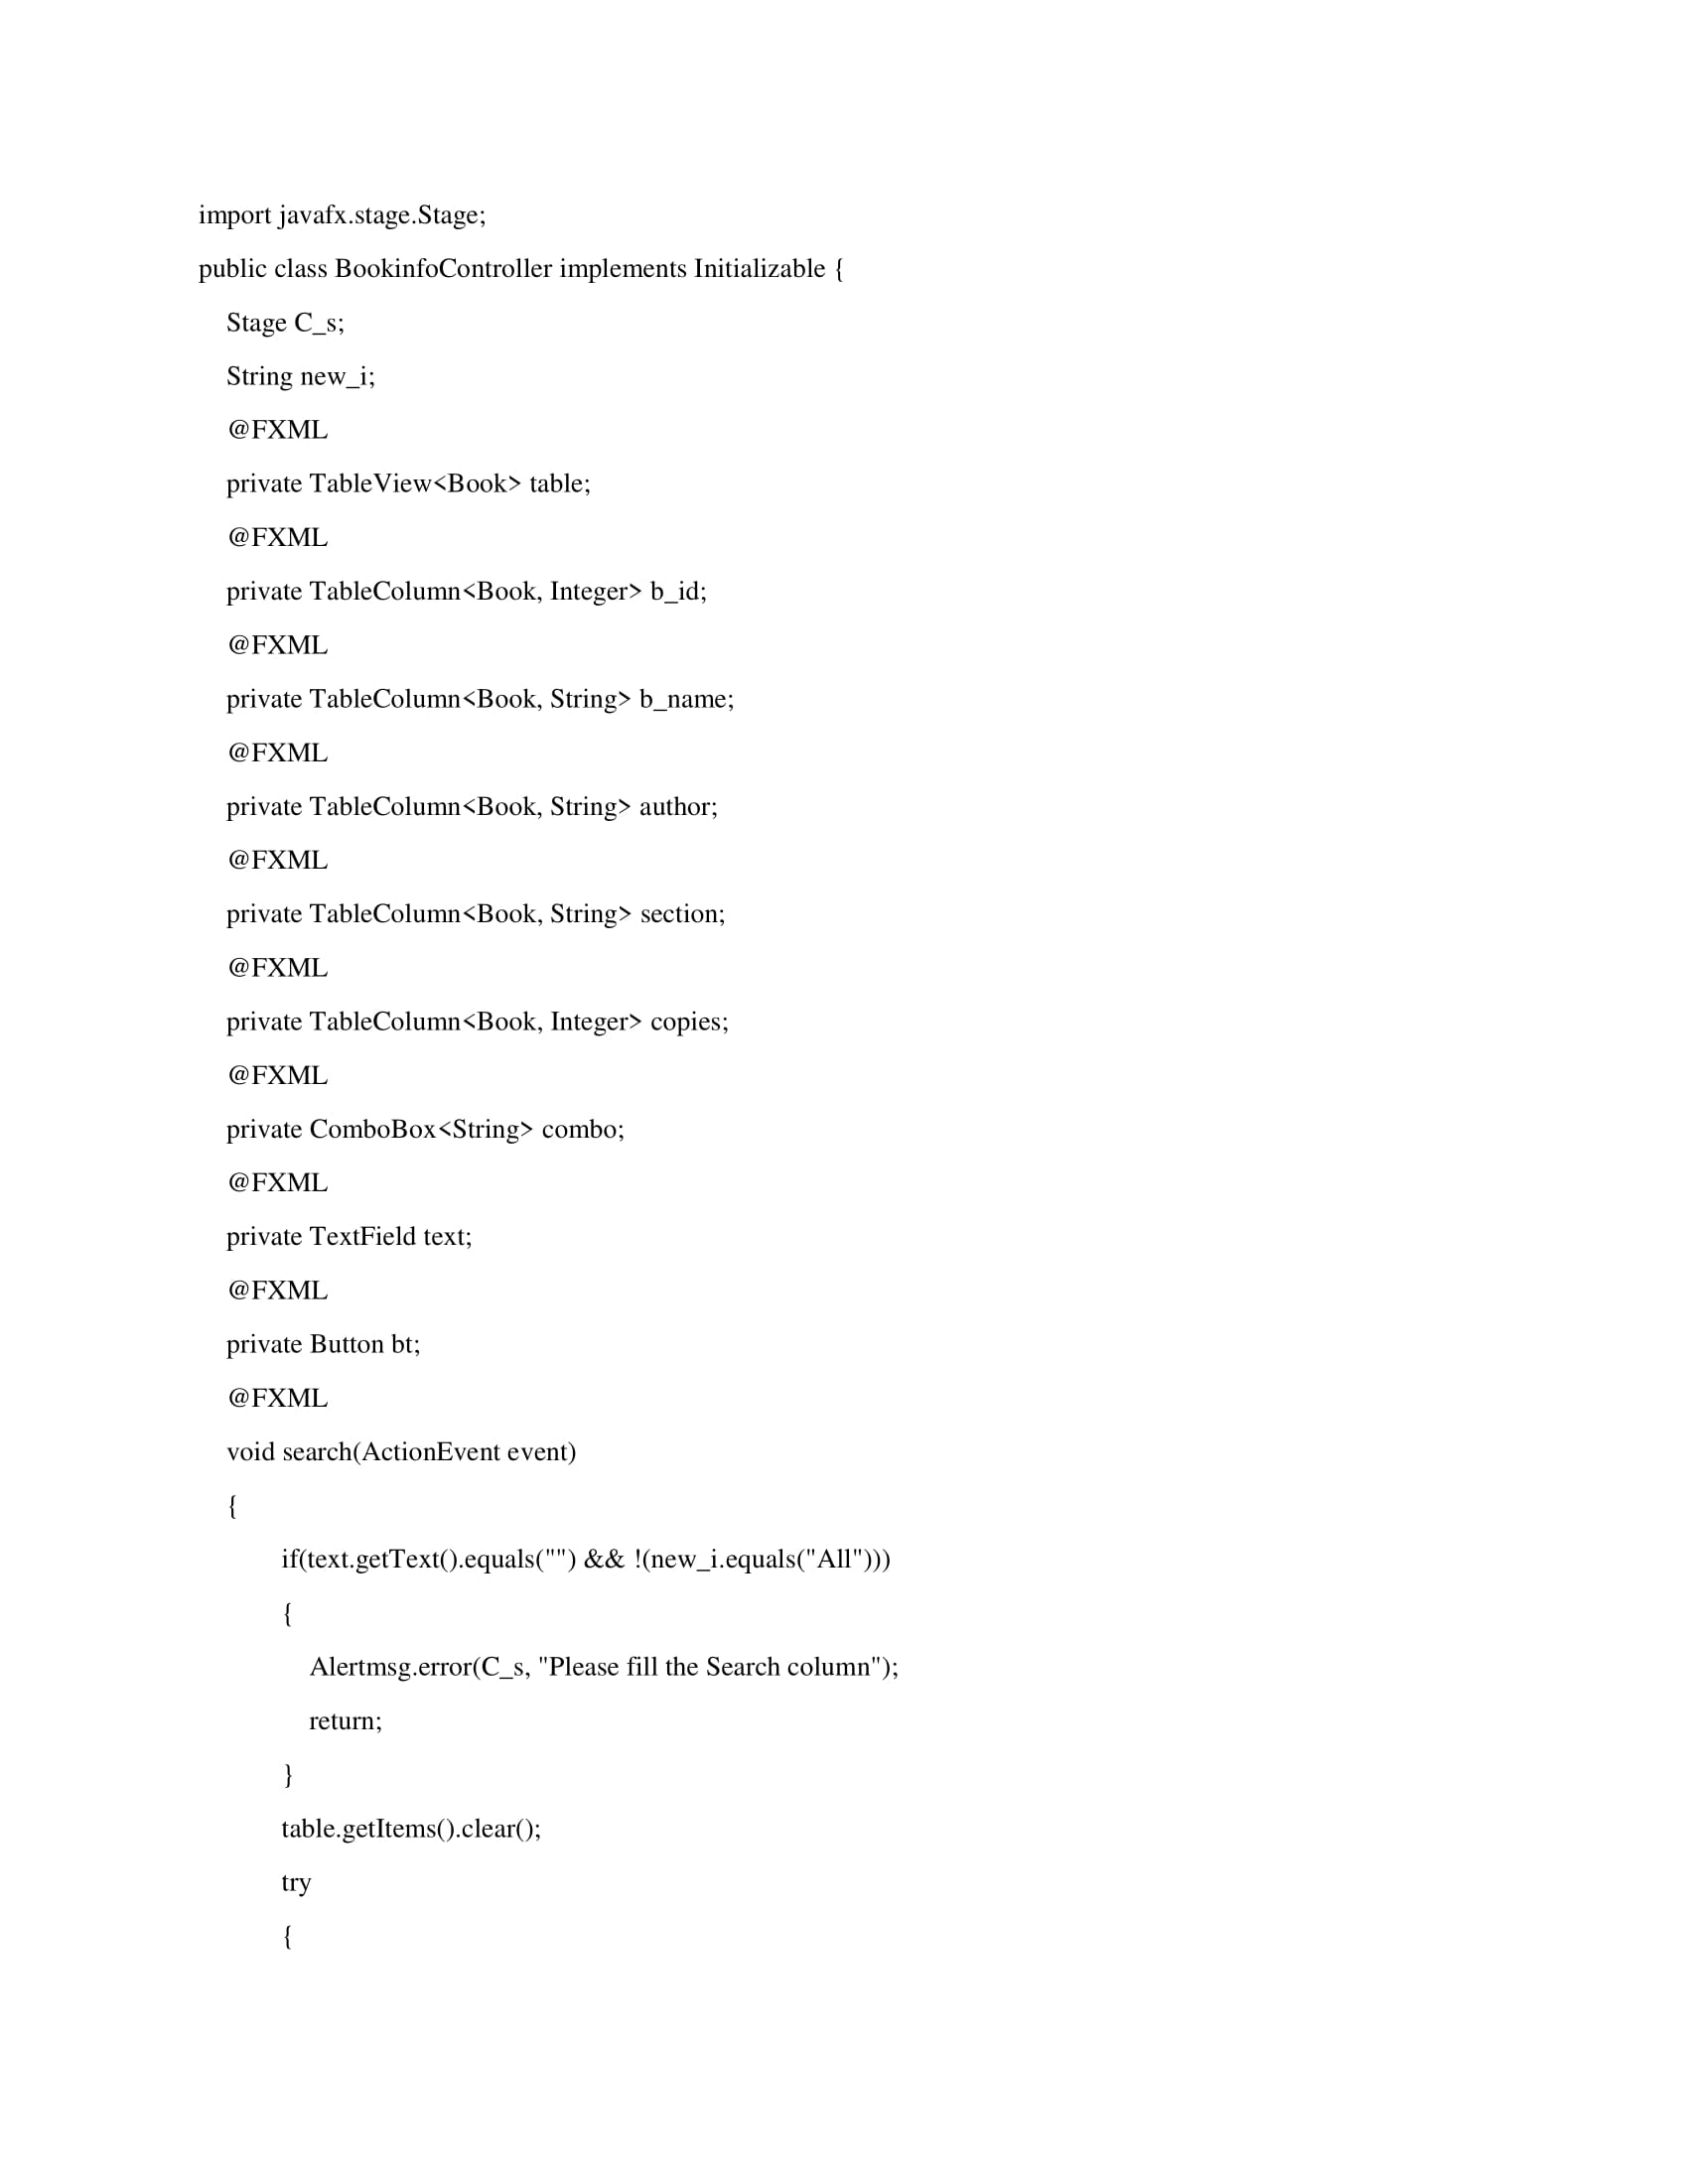 import javafx.stage.Stage;
public class BookinfoController implements Initializable {
Stage C_s;
String new_i;
@FXML
private TableView<Book> table;
@FXML
private TableColumn<Book, Integer> b_id;
@FXML
private TableColumn<Book, String> b_name;
@FXML
private TableColumn<Book, String> author;
@FXML
private TableColumn<Book, String> section;
@FXML
private TableColumn<Book, Integer> copies;
@FXML
private ComboBox<String> combo;
@FXML
private TextField text;
@FXML
private Button bt;
@FXML
void search(ActionEvent event)
{
if(text.getText().equals("") && !(new_i.equals("All")))
{
Alertmsg.error(C_s, "Please fill the Search column");
return;
}
table.getItems().clear();
try
{